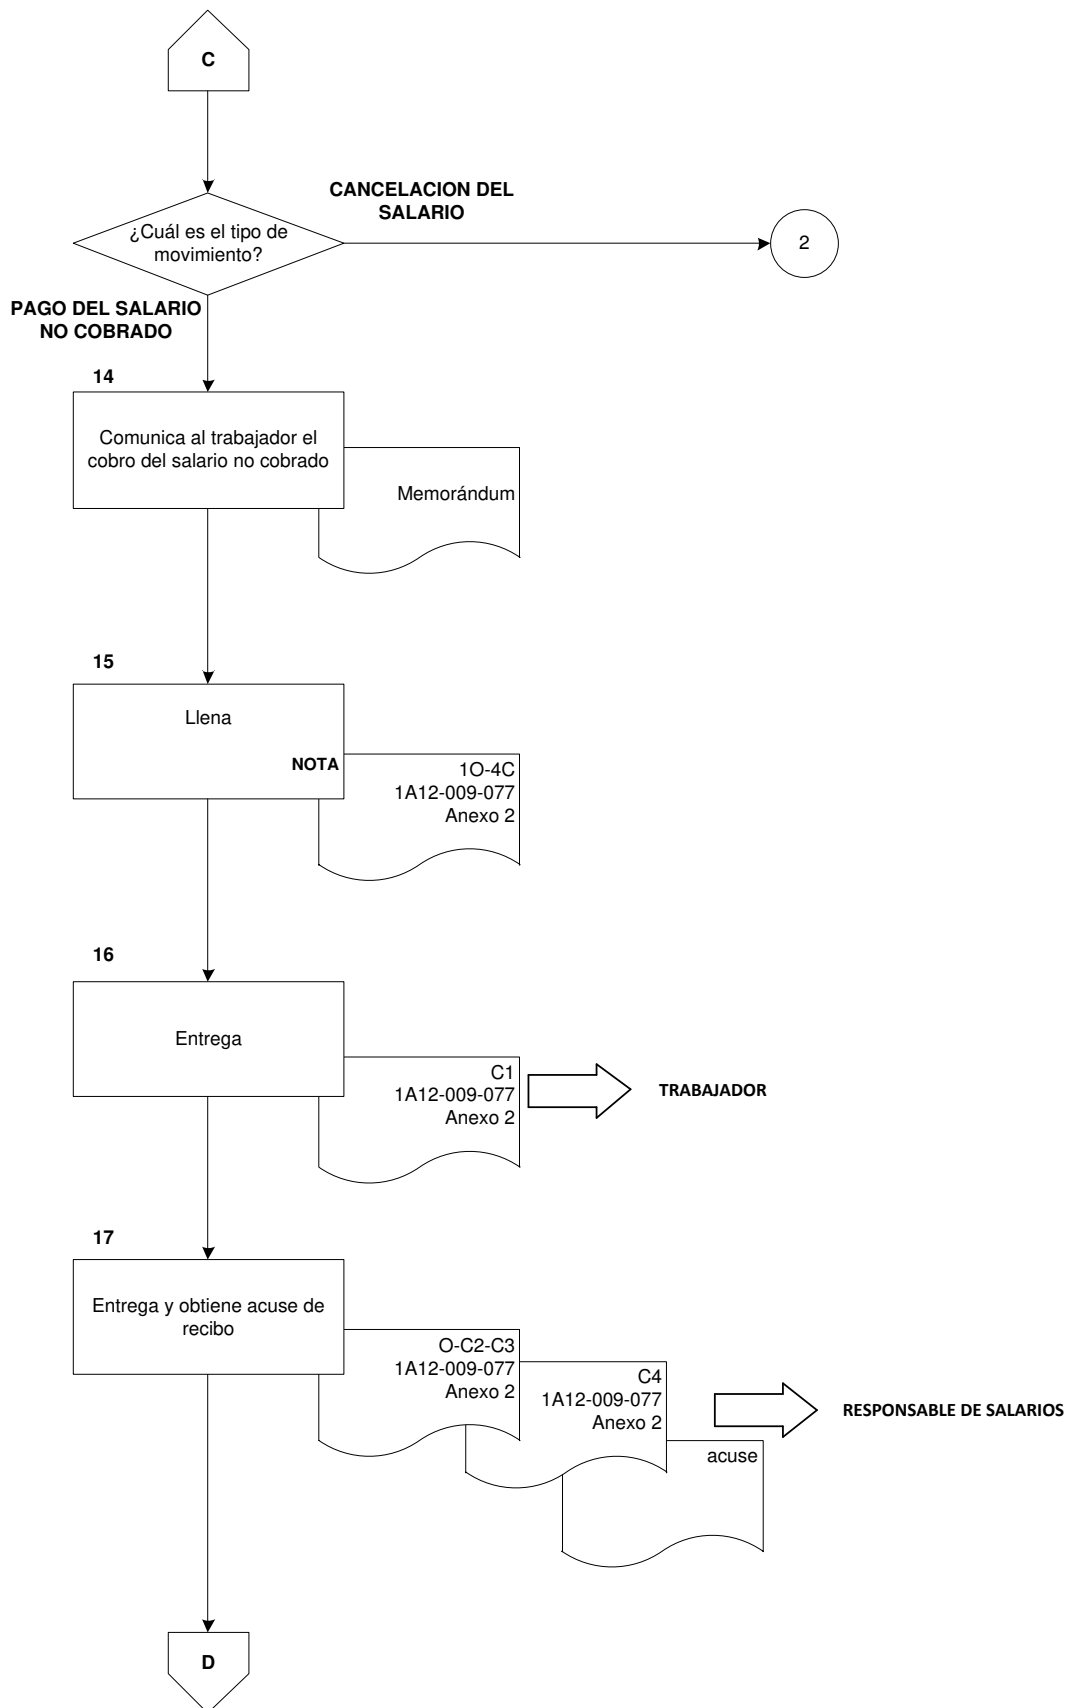 C
CANCELACION DEL
SALARIO
¿Cuál es el tipo de
movimiento?
2
PAGO DEL SALARIO
NO COBRADO
14
Comunica al trabajador el
cobro del salario no cobrado
Memorándum
15
Llena
NOTA
1O-4C
1A12-009-077
Anexo 2
16
Entrega
C1
1A12-009-077
Anexo 2
TRABAJADOR
17
Entrega y obtiene acuse de
recibo
O-C2-C3
1A12-009-077
Anexo 2
C4
1A12-009-077
Anexo 2
RESPONSABLE DE SALARIOS
acuse
D